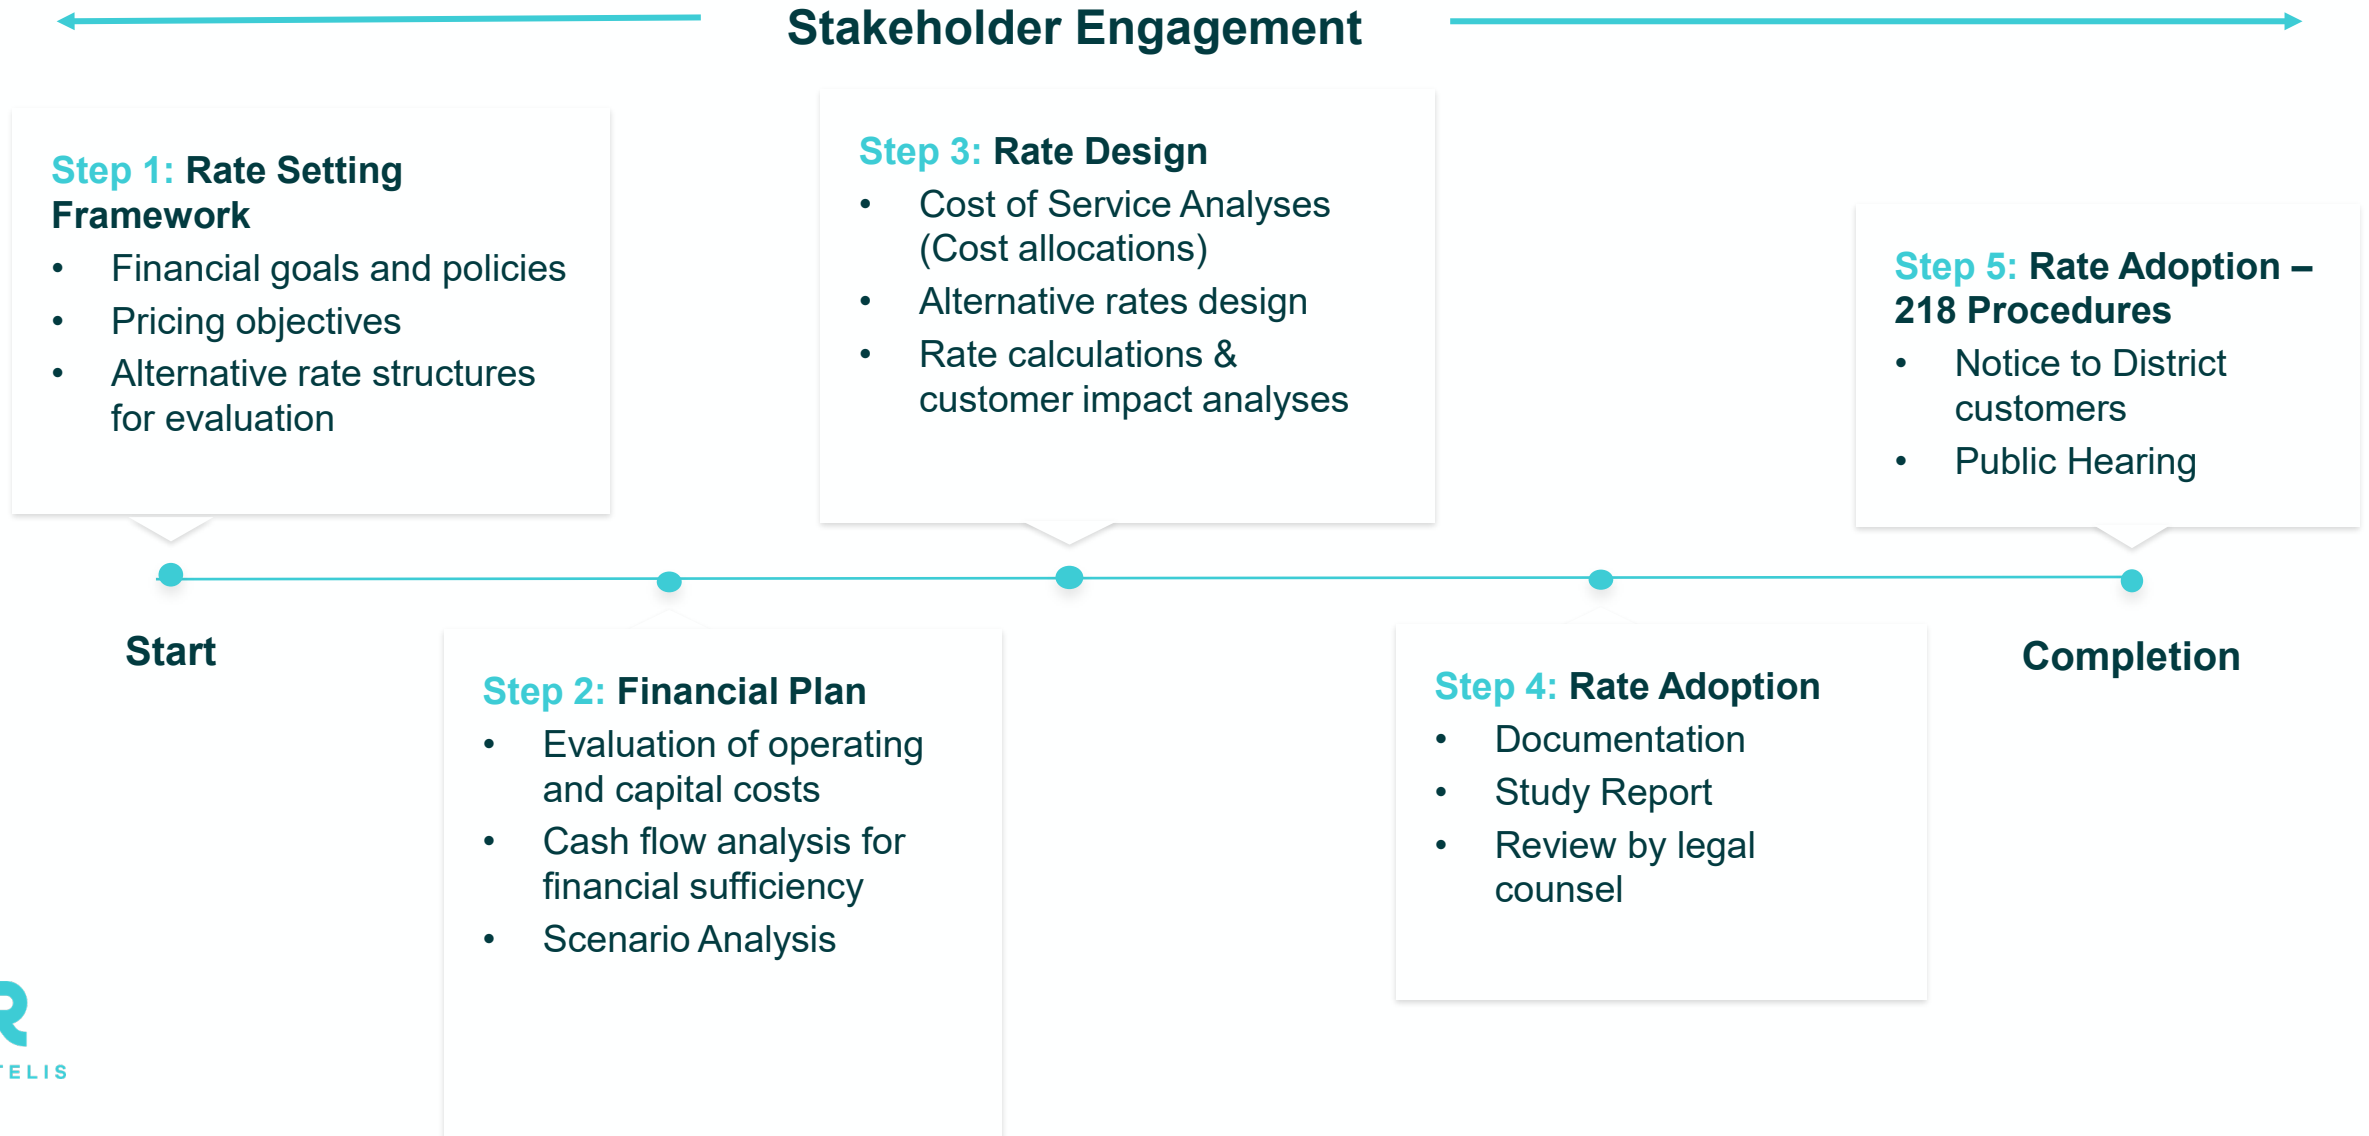 Stakeholder Engagement
Step 1: Rate Setting
Framework
• Financial goals and policies
• Pricing objectives
• Alternative rate structures
for evaluation
Step 3: Rate Design
• Cost of Service Analyses
(Cost allocations)
• Alternative rates design
• Rate calculations &
customer impact analyses
Step 5: Rate Adoption –
218 Procedures
• Notice to District
customers
• Public Hearing
Start
Completion
Step 2: Financial Plan
• Evaluation of operating
and capital costs
• Cash flow analysis for
financial sufficiency
• Scenario Analysis
Step 4: Rate Adoption
• Documentation
• Study Report
• Review by legal
counsel
R
TELIS